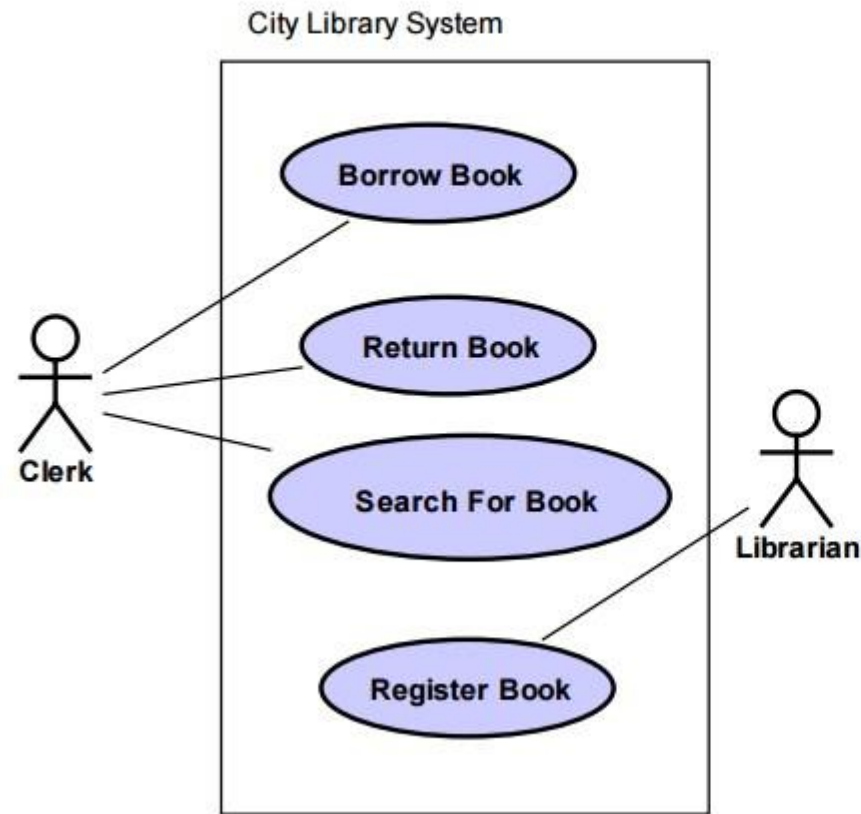 City Library System
Borrow Book
Return Book
Clerk
Search For Book
Librarian
Register Book